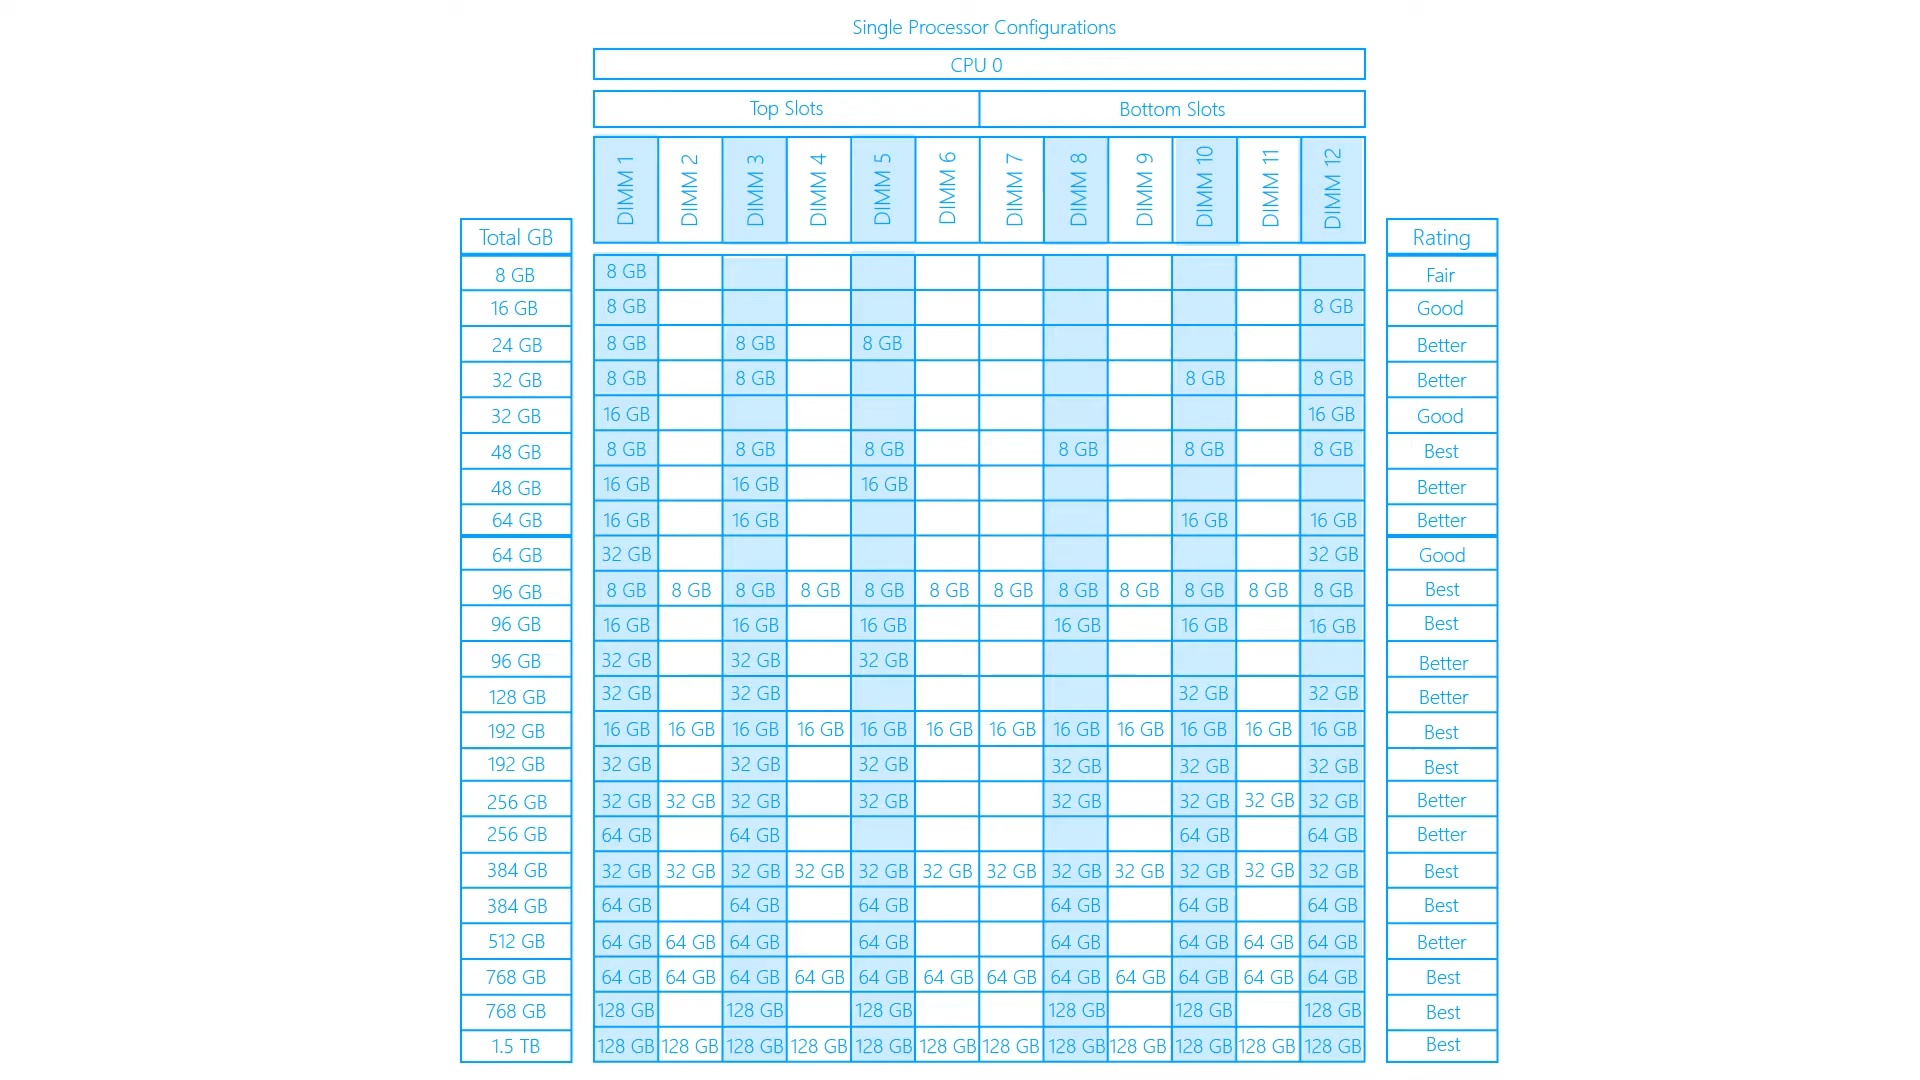 Single Processor Configurations
CPU 0
Top Slots Bottom Slots
DIMM 1 DIMM 2 DIMM 3 DIMM 4 DIMM 5 DIMM 6 DIMM 7 DIMM 8 DIMM 9 DIMM 10 DIMM 11 DIMM 12
Total GB Rating
8 GB 8 GB Fair
16 GB 8 GB 8 GB Good
24 GB 8 GB 8 GB 8 GB Better
32 GB 8 GB 8 GB 8 GB 8 GB Better
32 GB 16 GB 16 GB Good
48 GB 8 GB 8 GB 8 GB 8 GB 8 GB 8 GB Best
48 GB 16 GB 16 GB 16 GB Better
64 GB 16 GB 16 GB 16 GB 16 GB Better
64 GB 32 GB 32 GB Good
96 GB 8 GB 8 GB 8 GB 8 GB 8 GB 8 GB 8 GB 8 GB 8 GB 8 GB 8 GB 8 GB Best
96 GB 16 GB 16 GB 16 GB 16 GB 16 GB 16 GB Best
96 GB 32 GB 32 GB 32 GB Better
128 GB 32 GB 32 GB 32 GB 32 GB Better
192 GB 16 GB 16 GB 16 GB 16 GB 16 GB 16 GB 16 GB 16 GB 16 GB 16 GB 16 GB 16 GB Best
192 GB 32 GB 32 GB 32 GB 32 GB 32 GB 32 GB Best
256 GB 32 GB 32 GB 32 GB 32 GB 32 GB 32 GB 32 GB 32 GB Better
256 GB 64 GB 64 GB 64 GB 64 GB Better
384 GB 32 GB 32 GB 32 GB 32 GB 32 GB 32 GB 32 GB 32 GB 32 GB 32 GB 32 GB 32 GB Best
384 GB 64 GB 64 GB 64 GB 64 GB 64 GB 64 GB Best
512 GB 64 GB 64 GB 64 GB 64 GB 64 GB 64 GB 64 GB 64 GB Better
768 GB 64 GB 64 GB 64 GB 64 GB 64 GB 64 GB 64 GB 64 GB 64 GB 64 GB 64 GB 64 GB Best
768 GB 128 GB 128 GB 128 GB 128 GB 128 GB 128 GB Best
1.5 TB 128 GB 128 GB 128 GB 128 GB 128 GB 128 GB 128 GB 128 GB 128 GB 128 GB 128 GB 128 GB Best